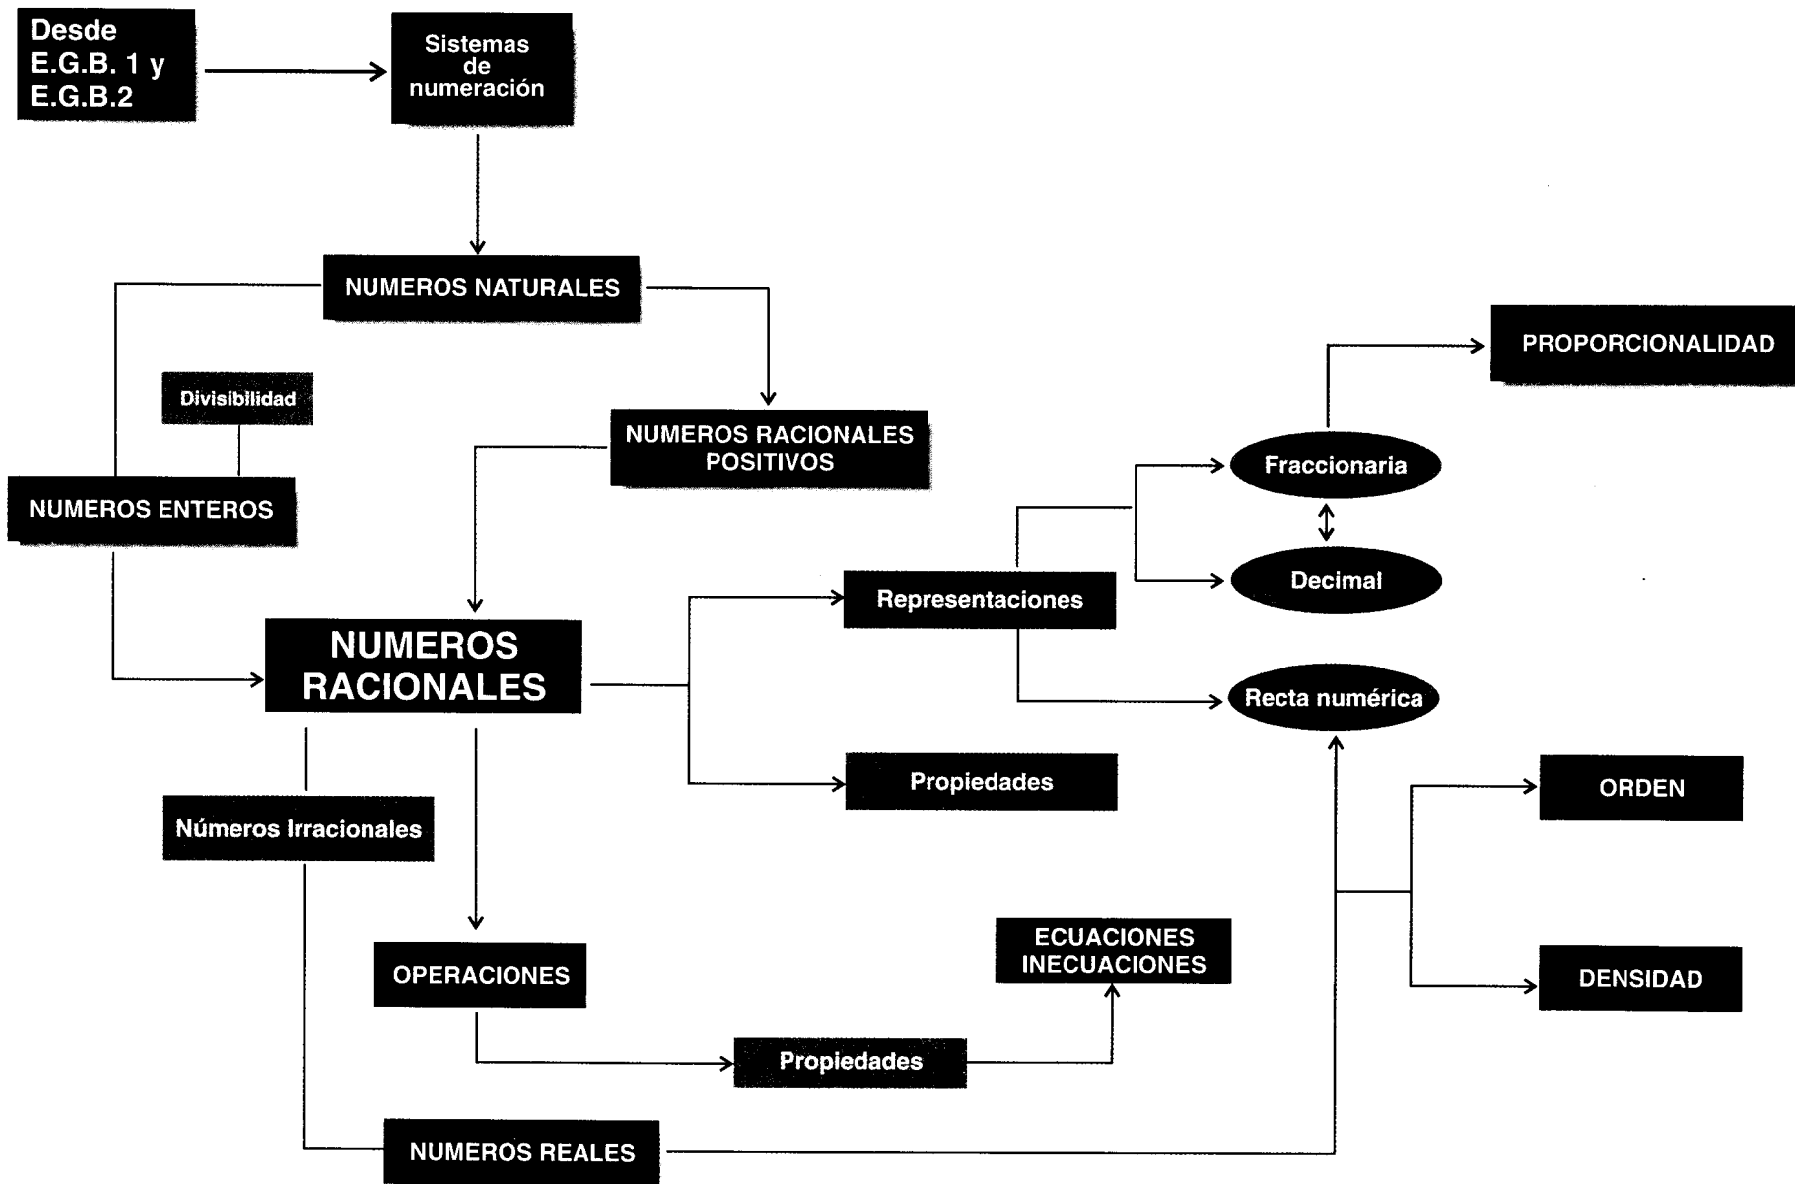 Desde
E.G.B. 1 y
E.G.B.2
Sistemas
de
numeración
NUMEROS NATURALES
PROPORCIONALIDAD
Divisibilidad
NUMEROS RACIONALES
POSITIVOS
Fraccionaria
NUMEROS ENTEROS
Decimal
Representaciones
NUMEROS
RACIONALES
Recta numérica
Propiedades
ORDEN
Números Irracionales
ECUACIONES
INECUACIONES
OPERACIONES
DENSIDAD
Propiedades
NUMEROS REALES